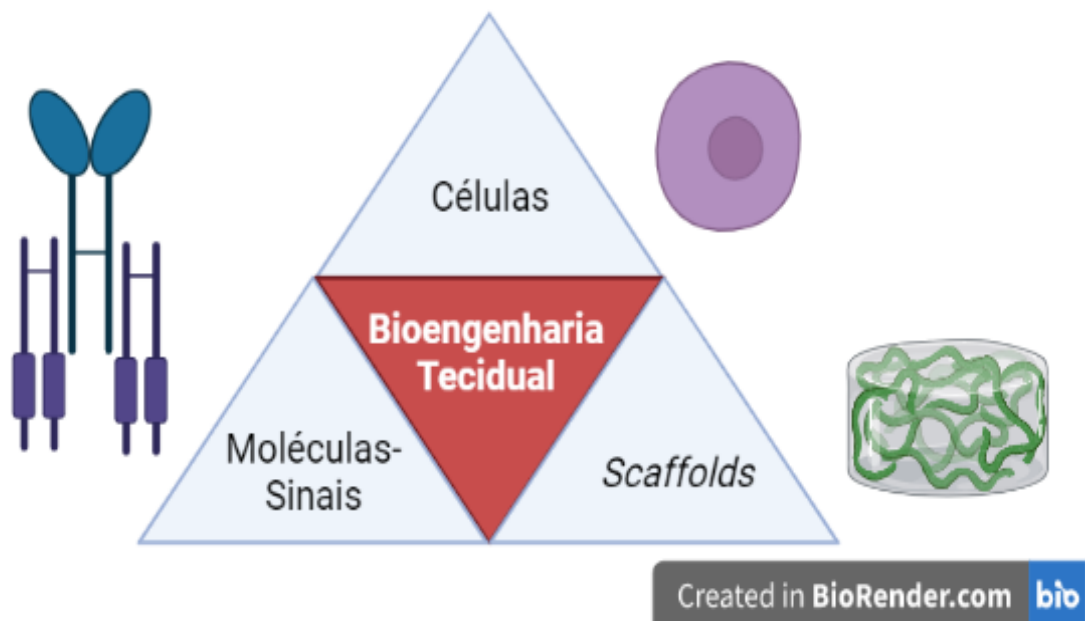 Células
Bioengenharia
Tecidual
Moléculas-
Sinais
Scaffolds
Created in BioRender.com bio